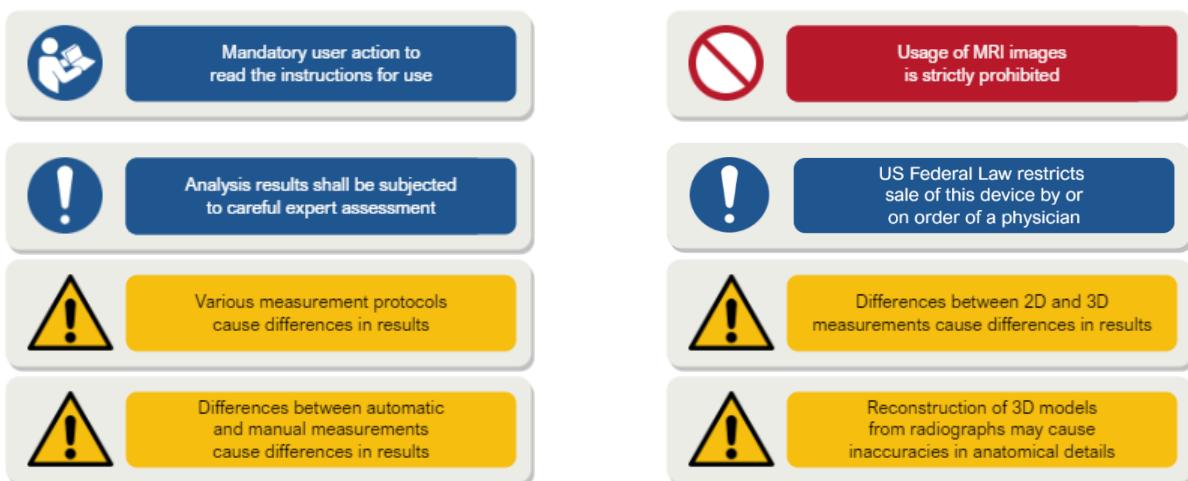 Mandatory user action to
read the instructions for use
Usage of MRI images
is strictly prohibited
Analysis results shall be subjected
to careful expert assessment
US Federal Law restricts
sale of this device by or
on order of a physician
Various measurement protocols
cause differences in results
Differences between 2D and 3D
measurements cause differences in results
Differences between automatic
and manual measurements
cause differences in results
Reconstruction of 3D models
from radiographs may cause
inaccuracies in anatomical details